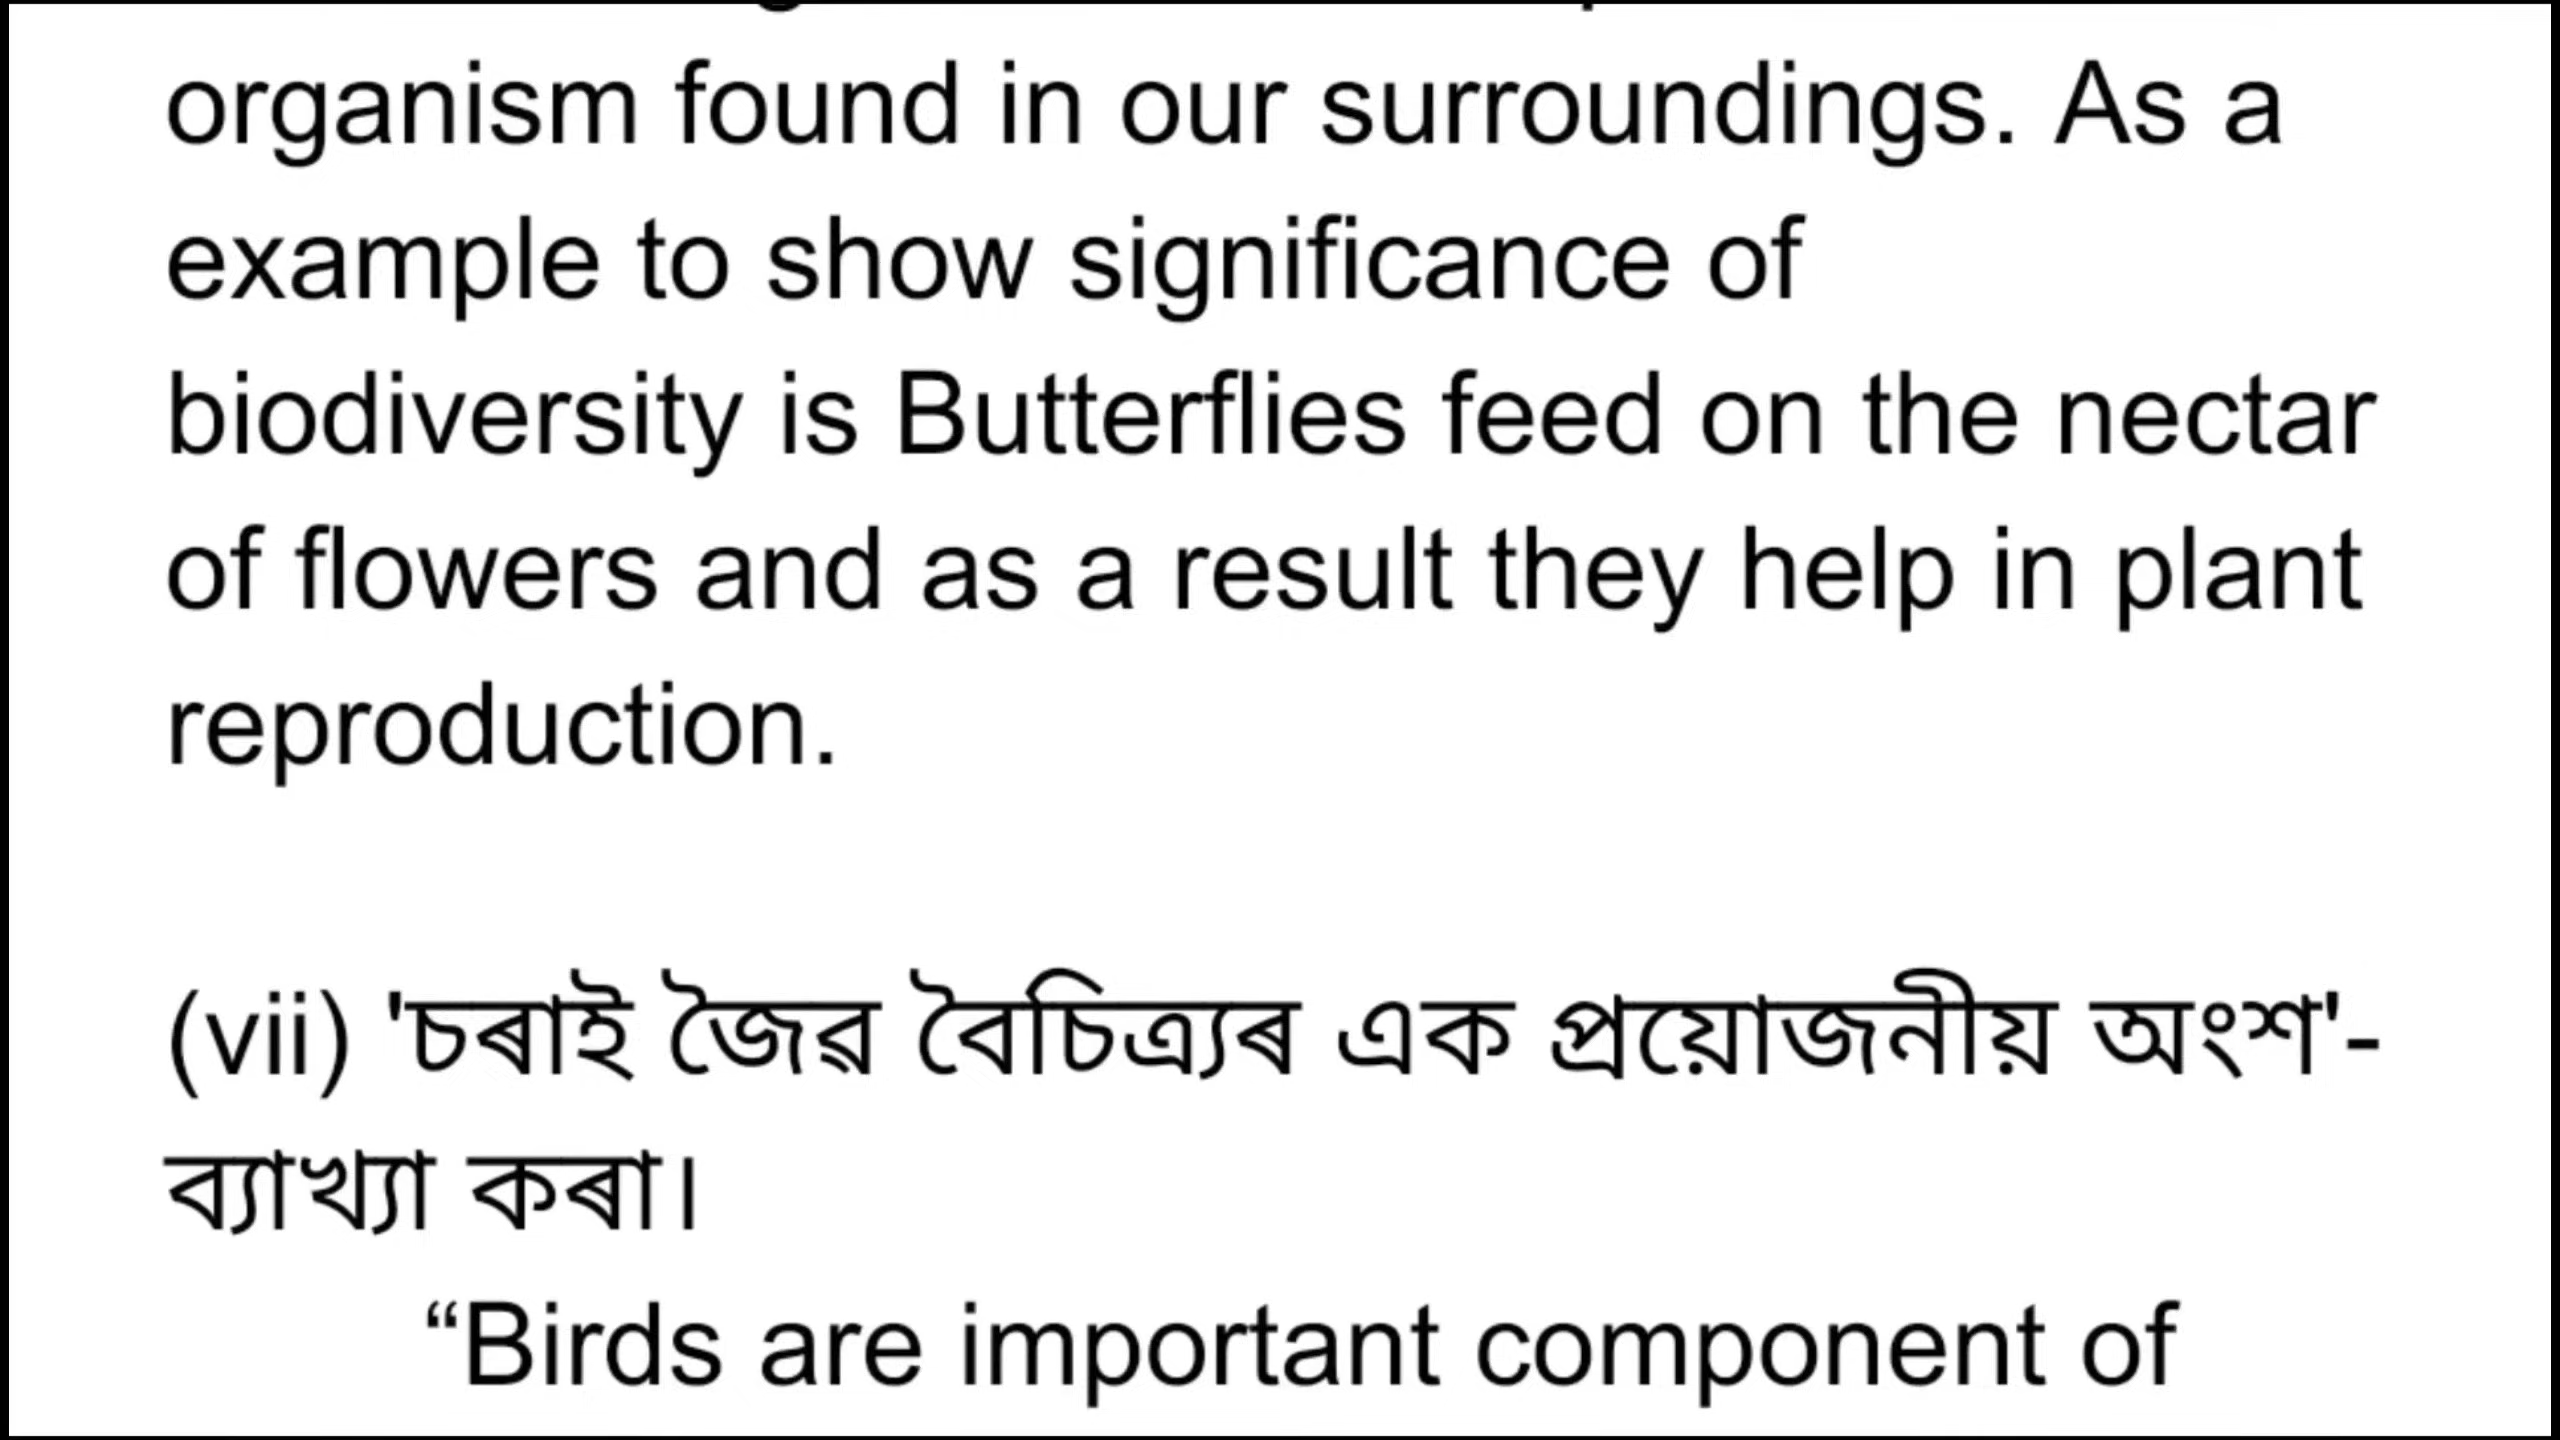 organism found in our surroundings. As a
example to show significance of
biodiversity is Butterflies feed on the nectar
of flowers and as a result they help in plant
reproduction.
(vii) 'চৰাই জৈৱ বৈচিত্ৰ্যৰ এক প্ৰয়োজনীয় অংশ'-
ব্যাখ্যা কৰা।
“Birds are important component of